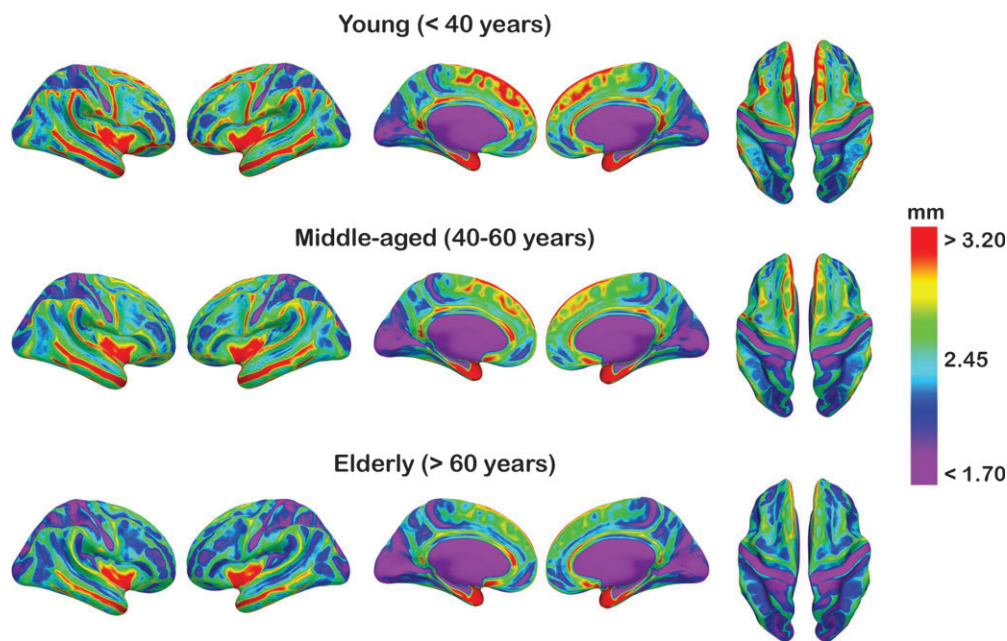 Young (< 40 years)
Middle-aged (40-60 years)
mm
> 3.20
2.45
< 1.70
Elderly (> 60 years)